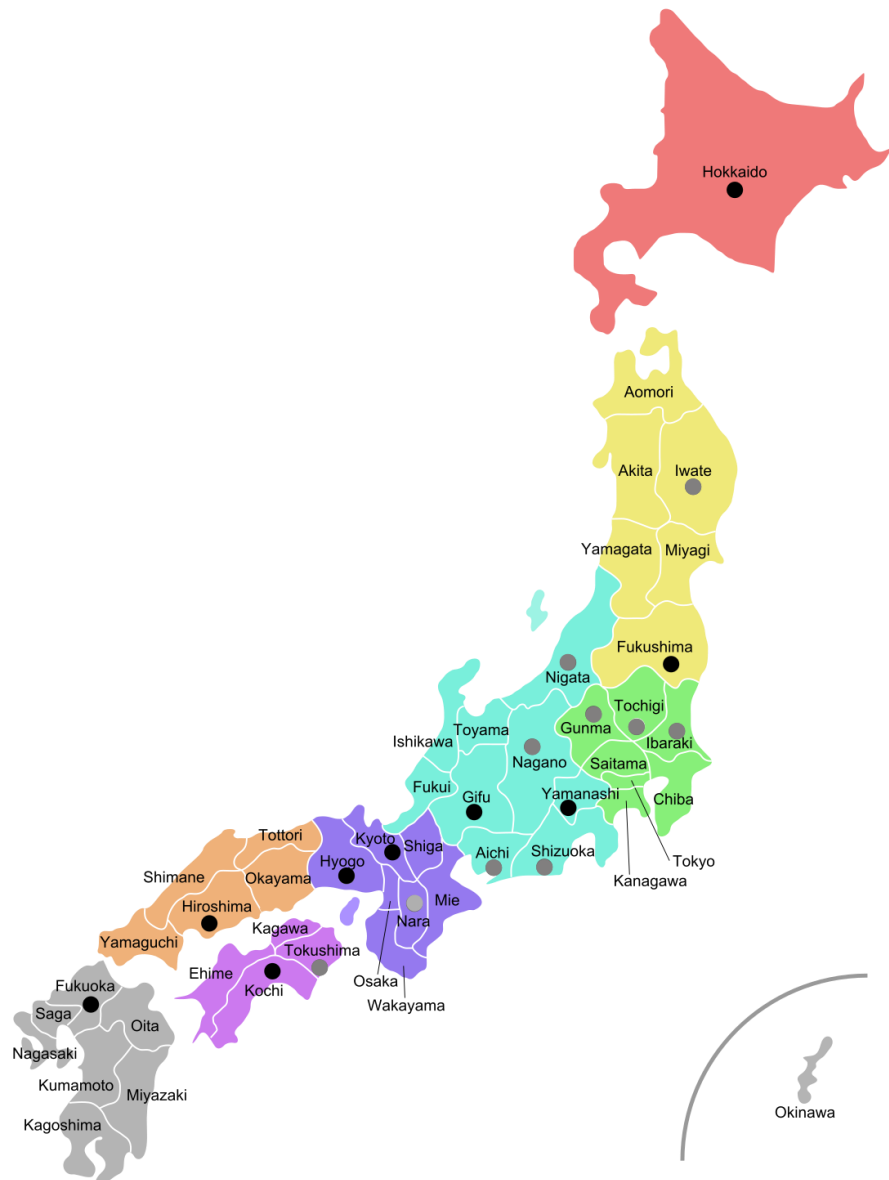 Hokkaido
Aomori
Akita
Iwate
Yamagata
Miyagi
Fukushima
Nigata
Tochigi
Gunma
Ibaraki
Toyama
Ishikawa
Nagano
Saitama
Fukui
Gifu
Yamanashi
Chiba
Tottori
Kyoto
Shiga
Aichi
Shizuoka
Tokyo
Hyogo
Kanagawa
Shimane
Okayama
Mie
Hiroshima
Nara
Yamaguchi
Kagawa
Tokushima
Ehime
Osaka
Kochi
Wakayama
Fukuoka
Saga
Oita
Nagasaki
Kumamoto
Miyazaki
Okinawa
Kagoshima